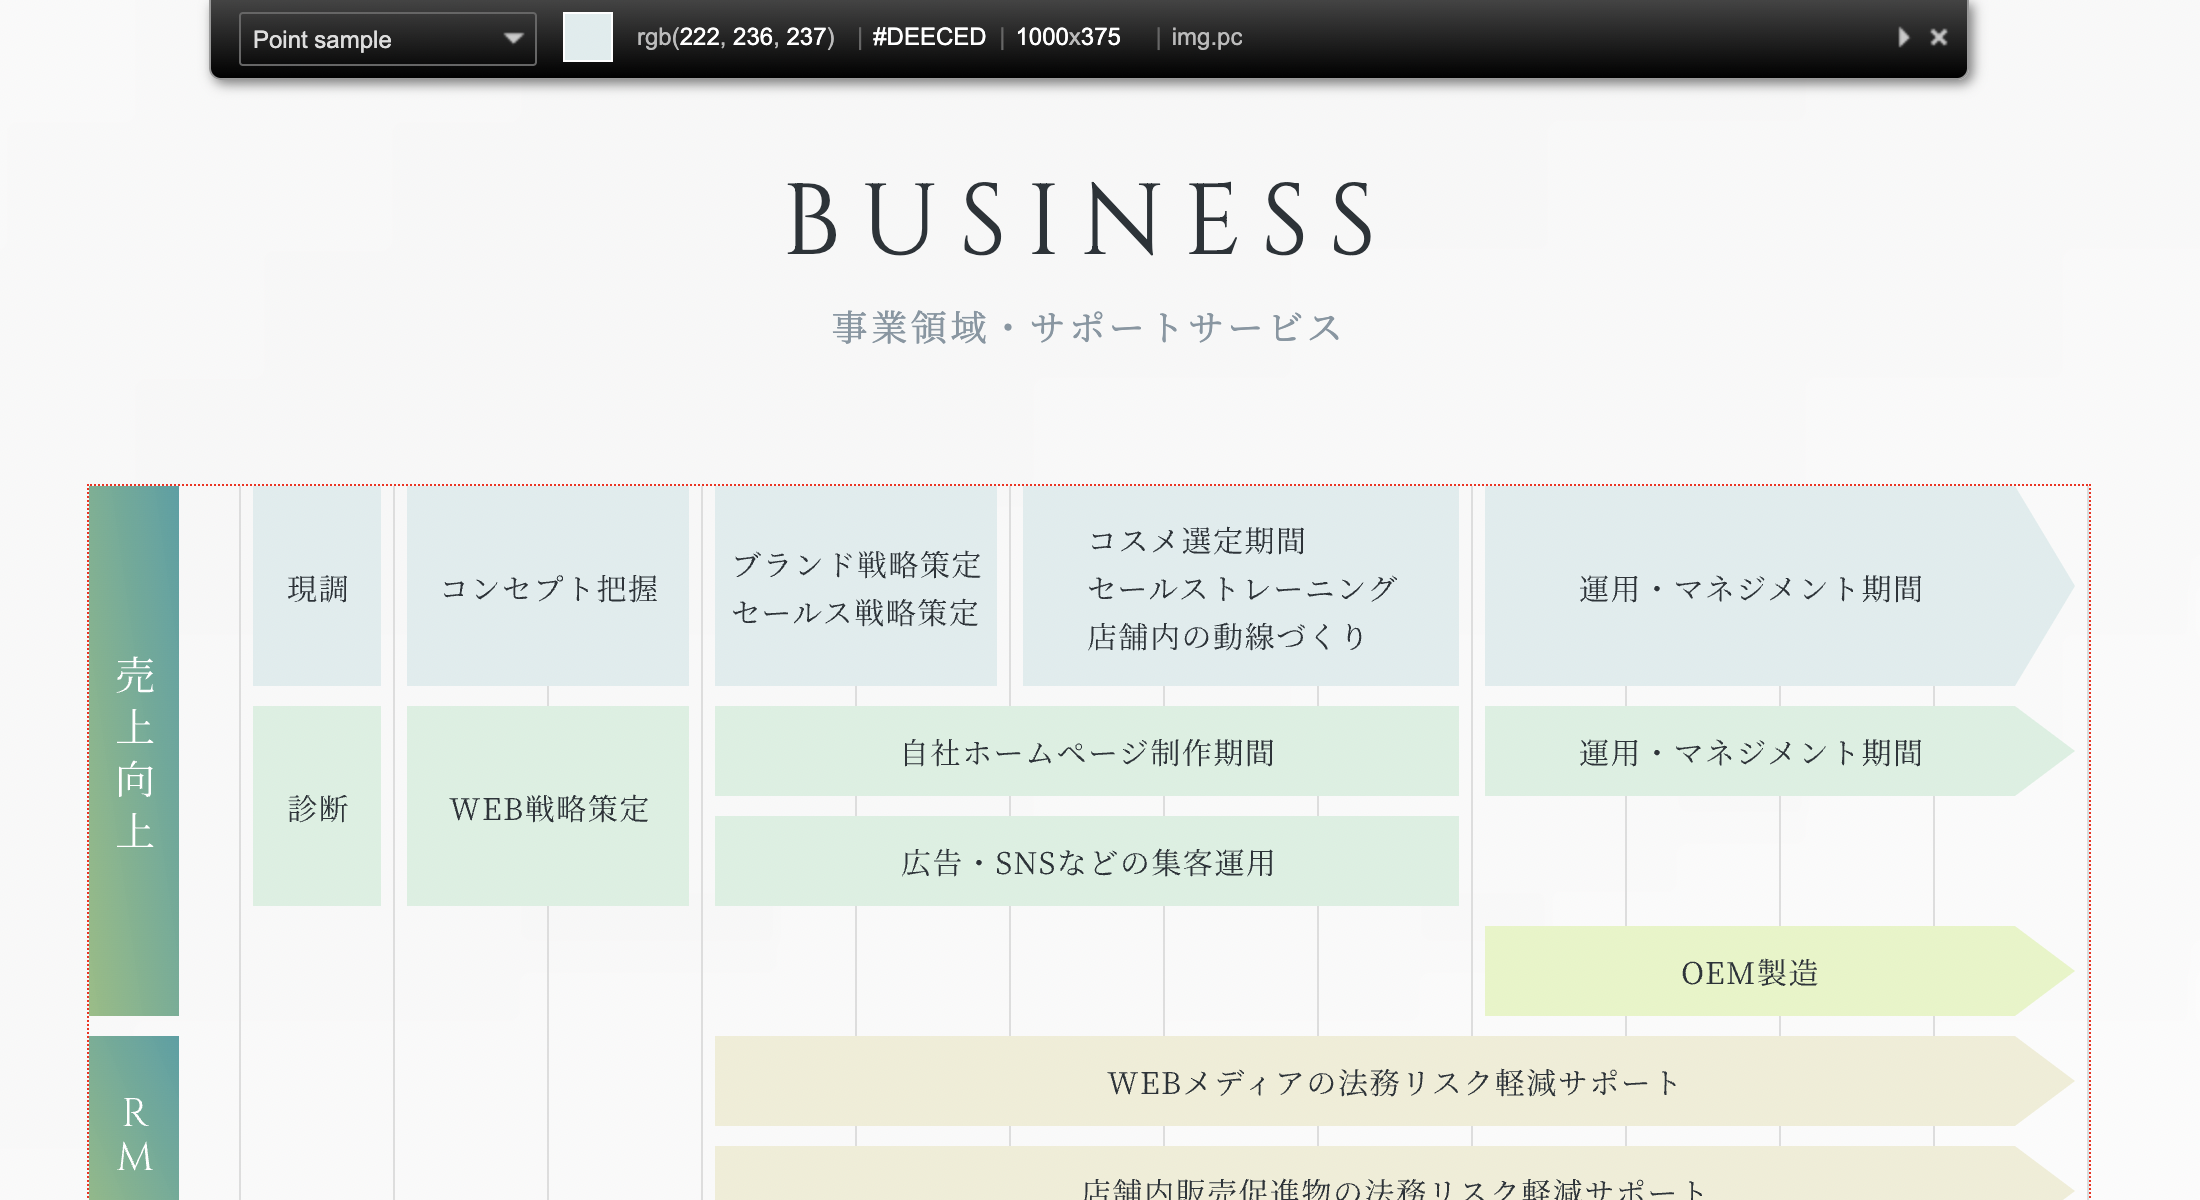 Point sample
rgb(222, 236, 237) | #DEECED | 1000x375 | img.pc
BUSINESS
事業領域・サポートサービス
売上向上
現調
コンセプト把握
ブランド戦略策定
セールス戦略策定
コスメ選定期間
セールストレーニング
店舗内の動線づくり
運用・マネジメント期間
診断
WEB戦略策定
自社ホームページ制作期間
運用・マネジメント期間
広告・SNSなどの集客運用
OEM製造
RM
WEBメディアの法務リスク軽減サポート
店舗内販売促進物の法務リスク軽減サポート